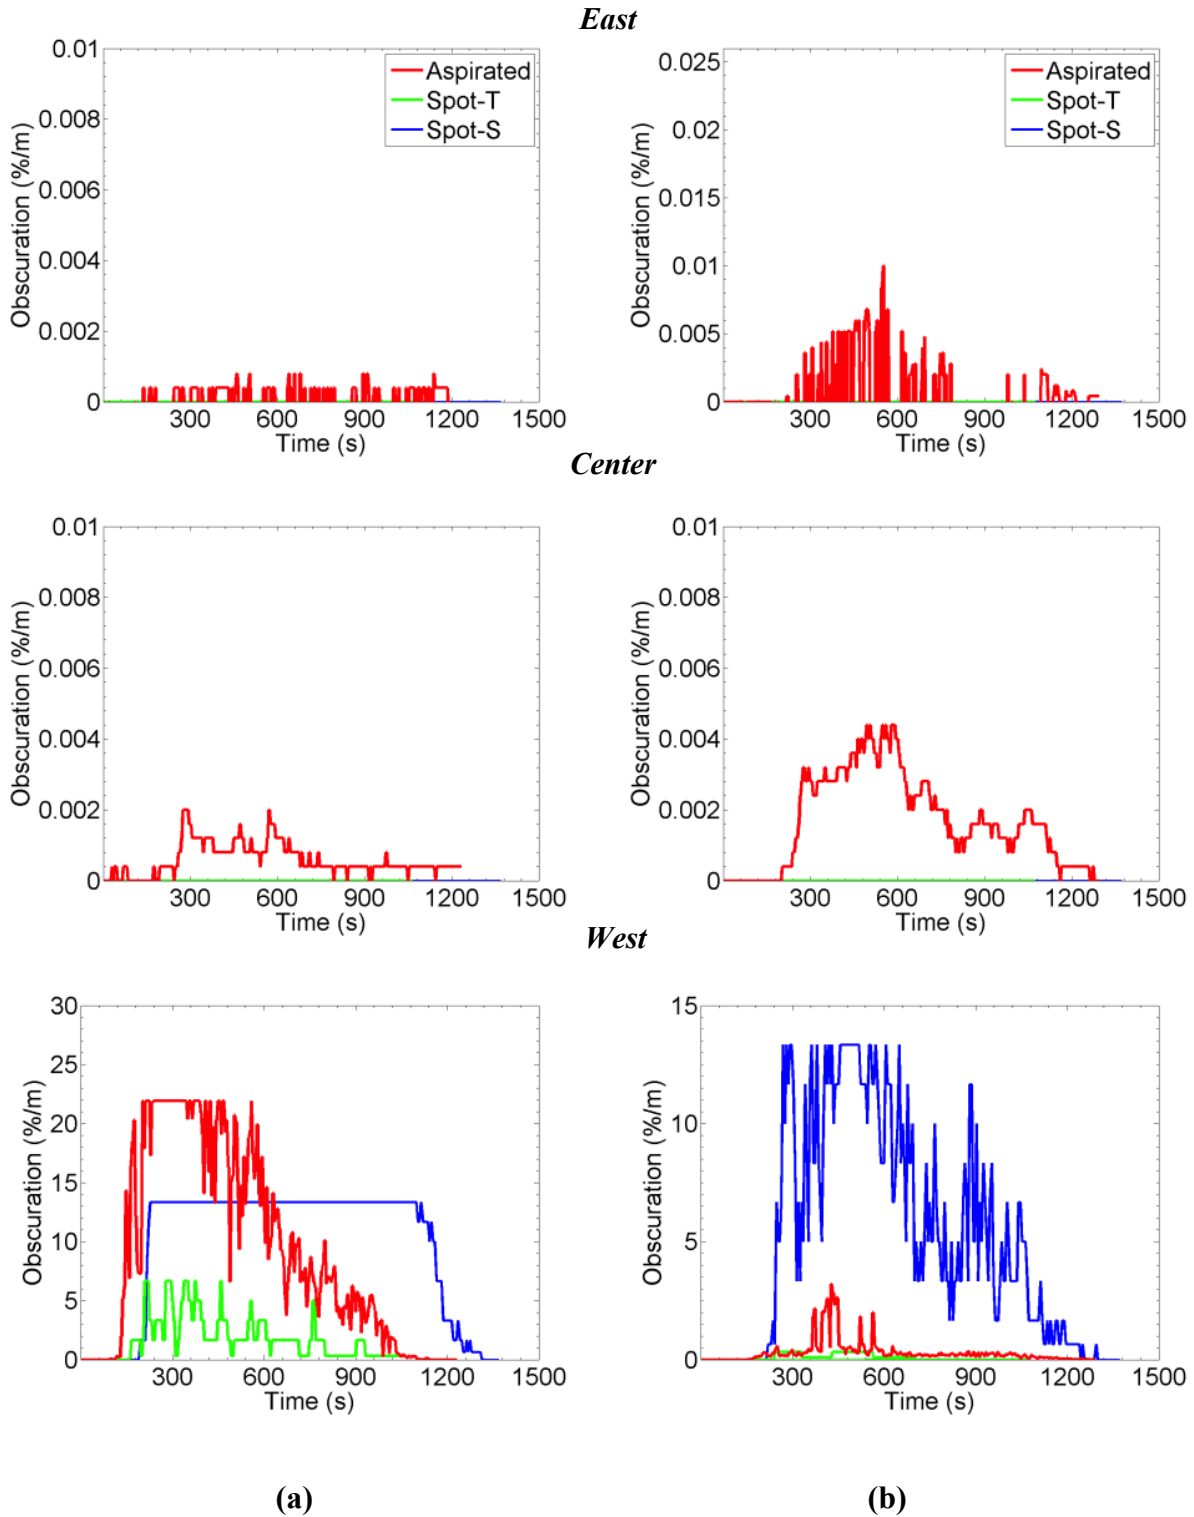 East
0.01
0.008
0.006
0.004
0.002
0
Obscuration (%/m)
Aspirated
Spot-T
Spot-S
300 600 900 1200 1500
Time (s)
0.025
0.02
0.015
0.01
0.005
0
Obscuration (%/m)
Aspirated
Spot-T
Spot-S
300 600 900 1200 1500
Time (s)
Center
0.01
0.008
0.006
0.004
0.002
0
Obscuration (%/m)
300 600 900 1200 1500
Time (s)
0.01
0.008
0.006
0.004
0.002
0
Obscuration (%/m)
300 600 900 1200 1500
Time (s)
West
30
25
20
15
10
5
0
Obscuration (%/m)
300 600 900 1200 1500
Time (s)
15
10
5
0
Obscuration (%/m)
300 600 900 1200 1500
Time (s)
(a)
(b)